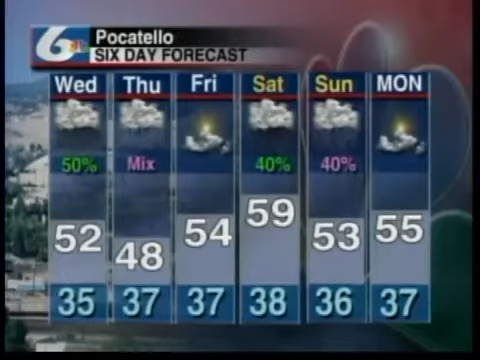 6
Pocatello
SIX DAY FORECAST
Wed Thu Fri Sat Sun MON
50% Mix 40% 40%
52 48 54 59 53 55
35 37 37 38 36 37